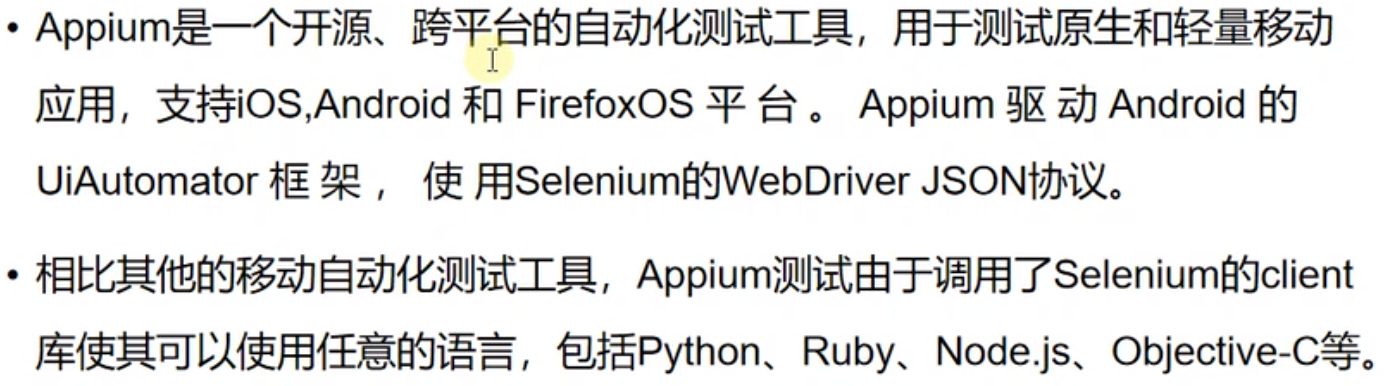 • Appium是一个开源、跨平台的自动化测试工具，用于测试原生和轻量移动
应用，支持iOS,Android 和 FirefoxOS 平 台 。 Appium 驱 动 Android 的
UiAutomator 框 架 ， 使 用Selenium的WebDriver JSON协议。
• 相比其他的移动自动化测试工具，Appium测试由于调用了Selenium的client
库使其可以使用任意的语言，包括Python、Ruby、Node.js、Objective-C等。